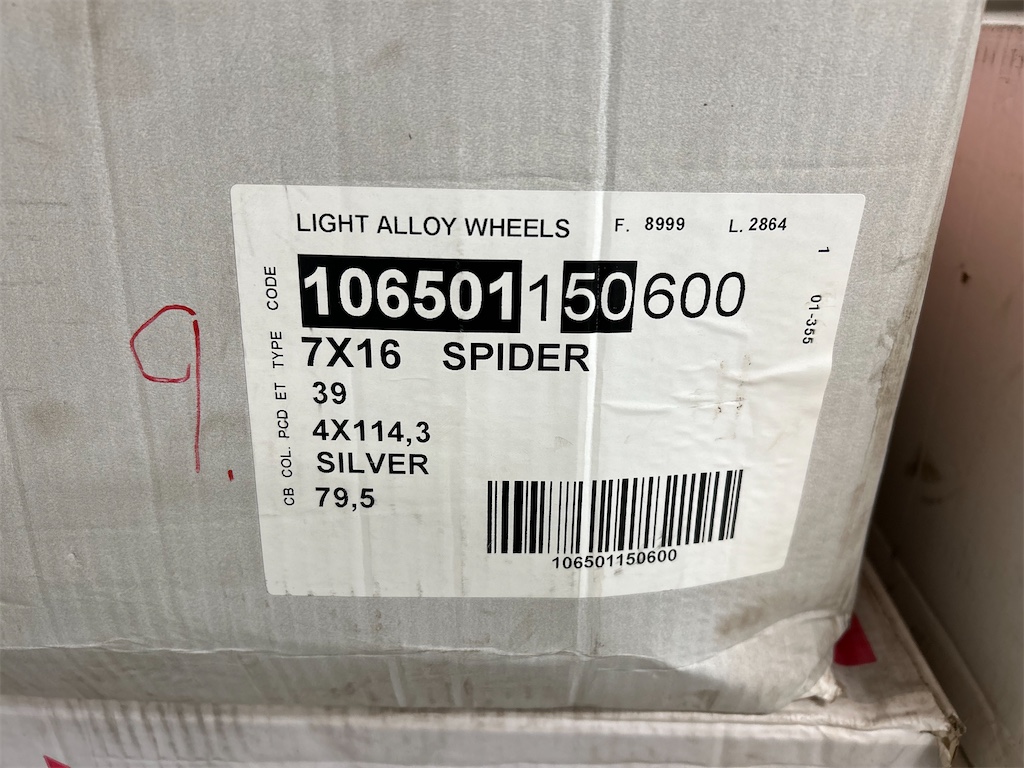 LIGHT ALLOY WHEELS F. 8999 L. 2864
CODE 106501150600
TYPE 7X16 SPIDER
ET 39
PCD 4X114,3
COL. SILVER
CB 79,5
106501150600
1
01-355
9.